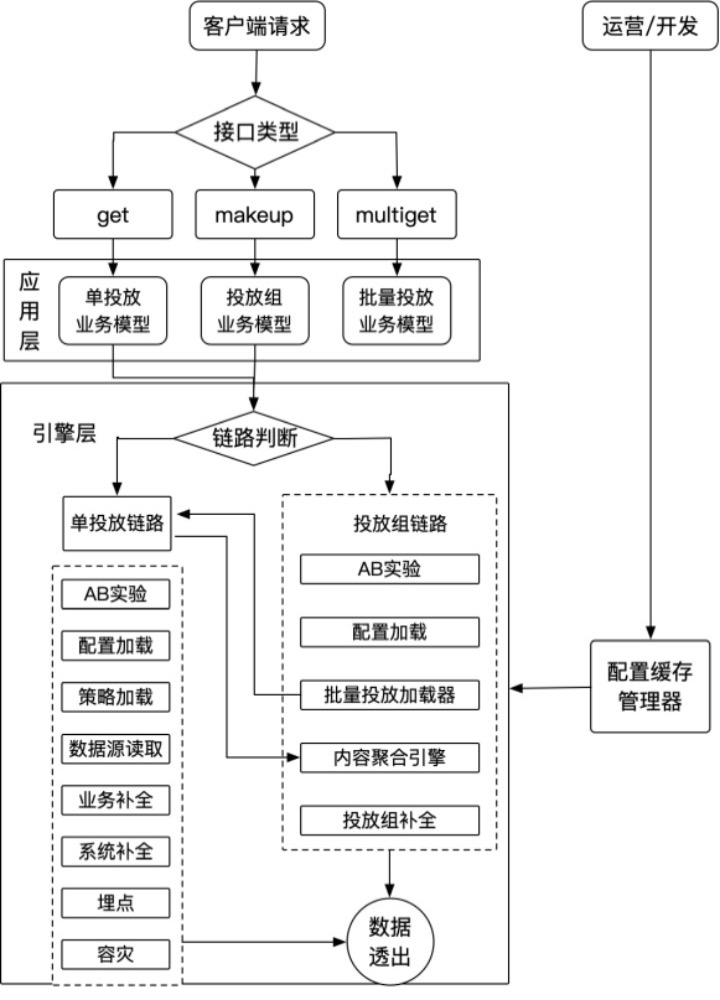 客户端请求
运营/开发
接口类型
get
makeup
multiget
应
用
层
单投放
业务模型
投放组
业务模型
批量投放
业务模型
引擎层
链路判断
单投放链路
AB实验
配置加载
策略加载
数据源读取
业务补全
系统补全
埋点
容灾
投放组链路
AB实验
配置加载
批量投放加载器
内容聚合引擎
投放组补全
数据
透出
配置缓存
管理器